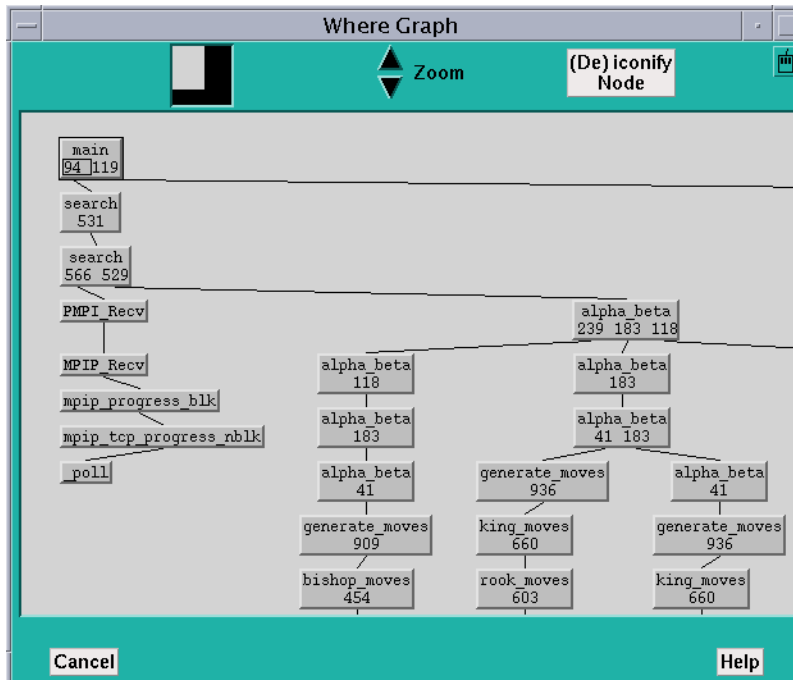 Where Graph
Zoom
(De) iconify
Node
main
94 119
search
531
search
566 529
PMPI_Recv
alpha_beta
239 183 118
MPIP_Recv
alpha_beta
118
alpha_beta
183
mpip_progress_blk
alpha_beta
183
alpha_beta
41 183
mpip_tcp_progress_nblk
_poll
alpha_beta
41
generate_moves
936
alpha_beta
41
generate_moves
909
king_moves
660
generate_moves
936
bishop_moves
454
rook_moves
603
king_moves
660
Cancel
Help